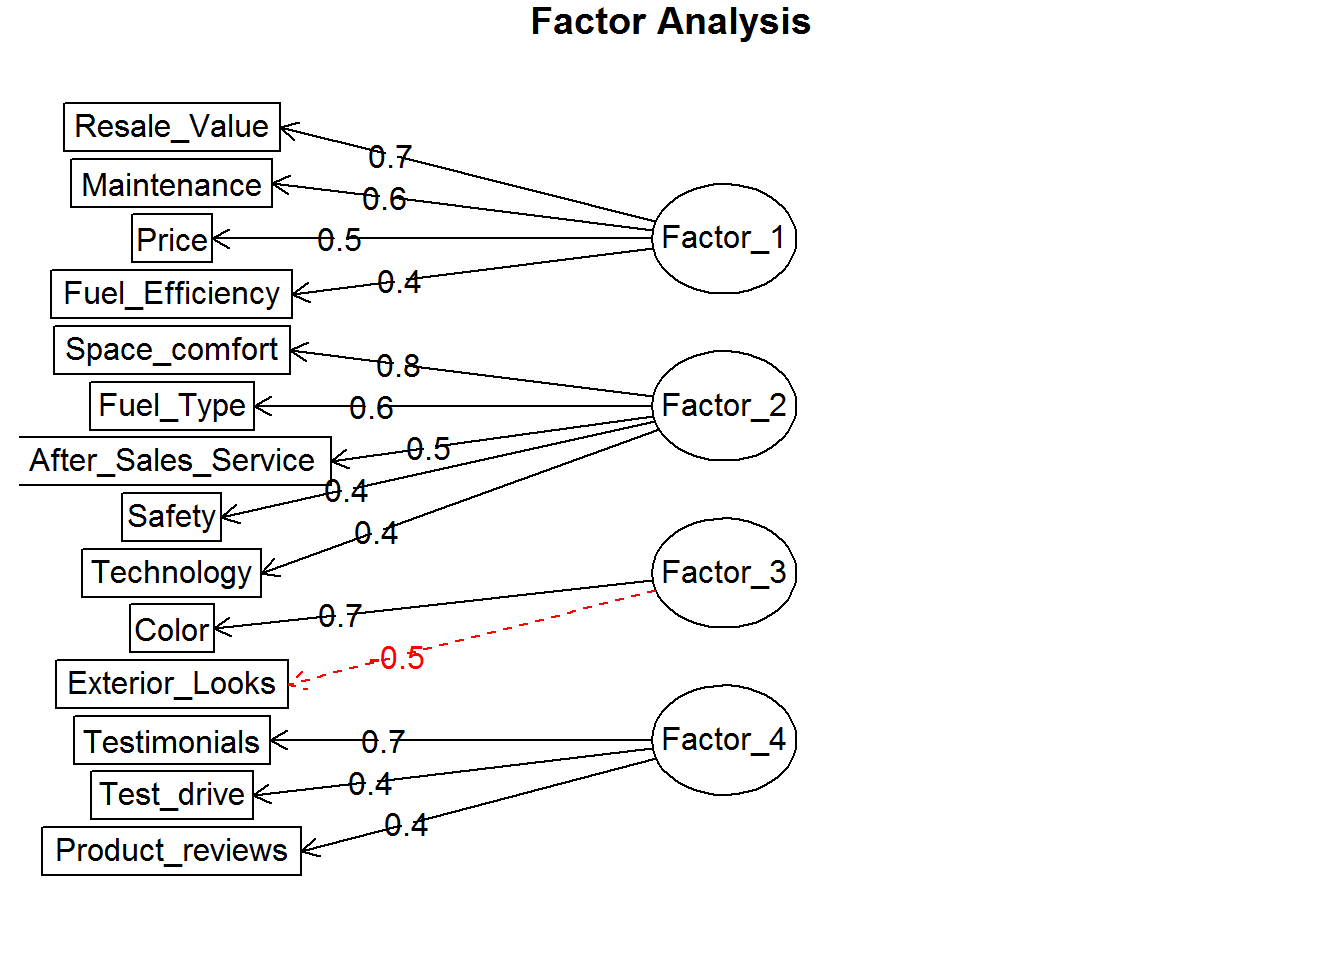 Factor Analysis
Resale_Value
0.7
Maintenance
0.6
Factor_1
Price
0.5
Fuel_Efficiency
0.4
Space_comfort
0.8
Fuel_Type
0.6
Factor_2
After_Sales_Service
0.5
Safety
0.4
Technology
0.4
Factor_3
Color
0.7
Exterior_Looks
-0.5
Testimonials
0.7
Factor_4
Test_drive
0.4
Product_reviews
0.4